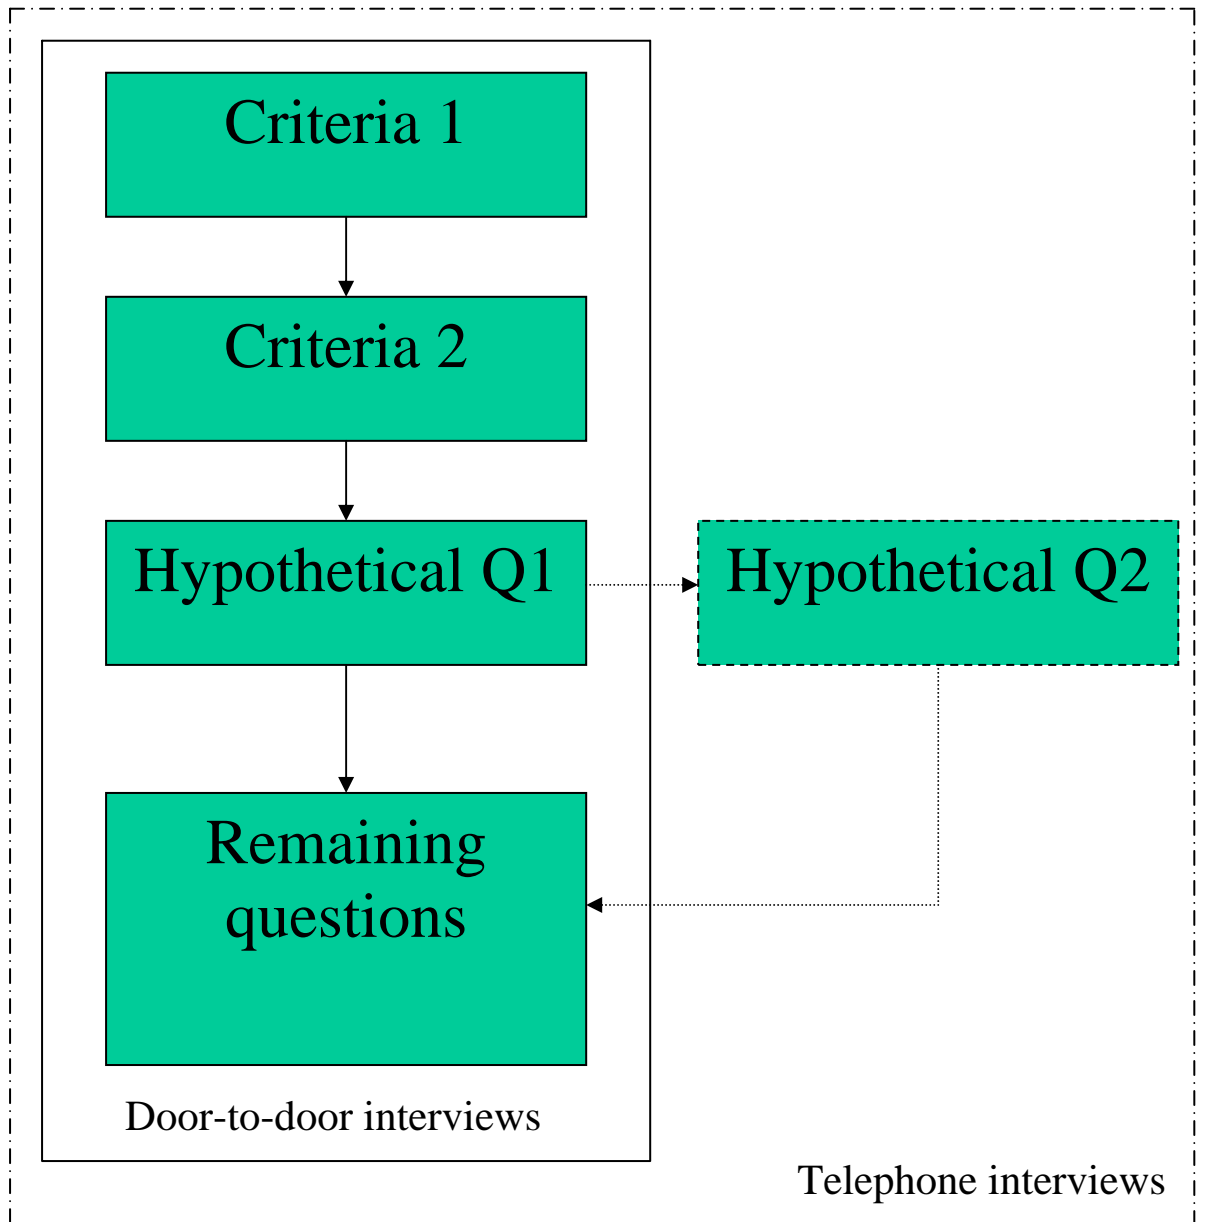 Criteria 1
Criteria 2
Hypothetical Q1
Hypothetical Q2
Remaining
questions
Door-to-door interviews
Telephone interviews